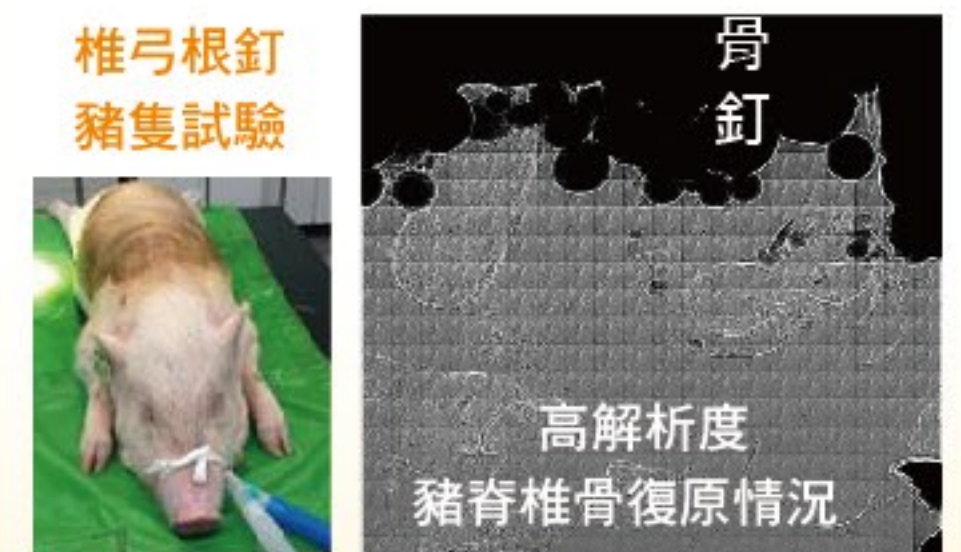 椎弓根釘
豬隻試驗
骨
釘
高解析度
豬脊椎骨復原情況